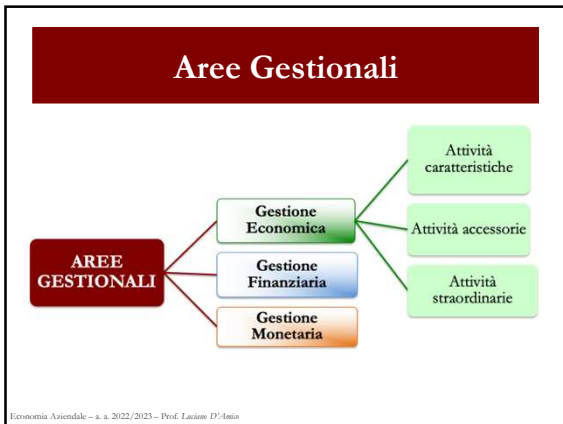 Aree Gestionali
AREE
GESTIONALI
Gestione
Economica
Gestione
Finanziaria
Gestione
Monetaria
Attività
caratteristiche
Attività accessorie
Attività
straordinarie
Economia Aziendale – a. a. 2022/2023 – Prof. Luciano D'Amico